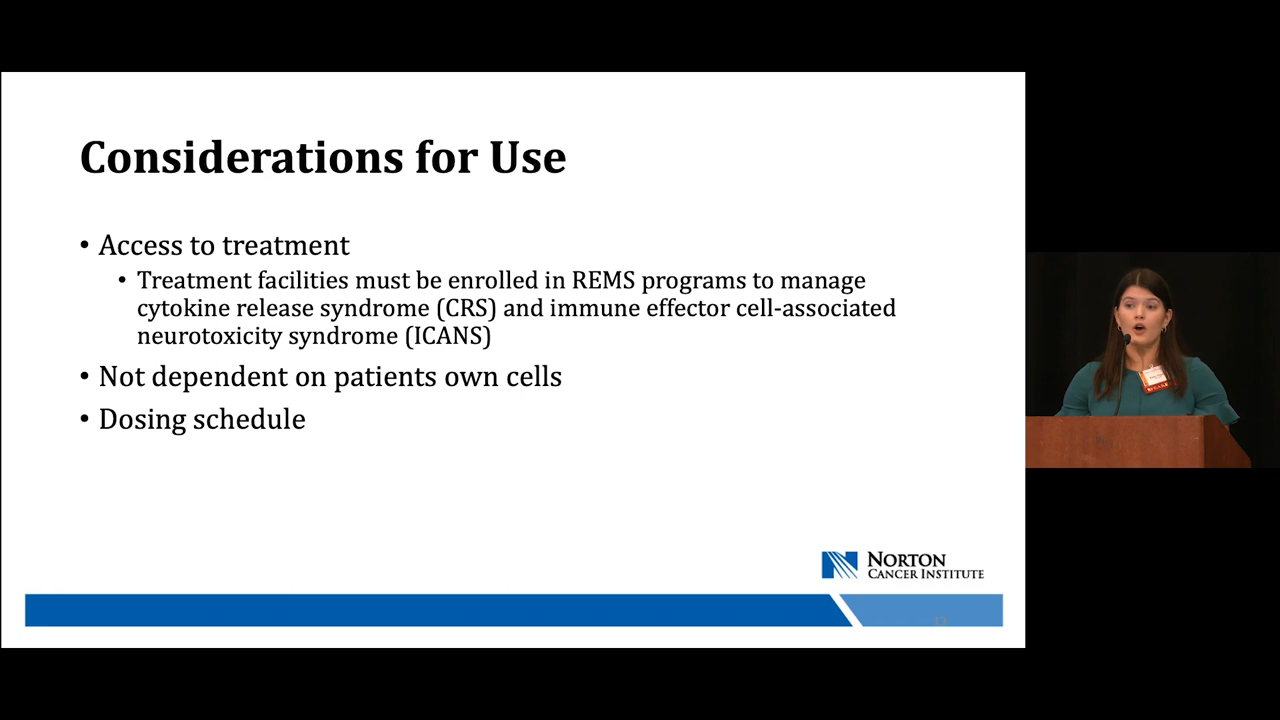 Considerations for Use
• Access to treatment
• Treatment facilities must be enrolled in REMS programs to manage
cytokine release syndrome (CRS) and immune effector cell-associated
neurotoxicity syndrome (ICANS)
• Not dependent on patients own cells
• Dosing schedule
NORTON
CANCER INSTITUTE
13